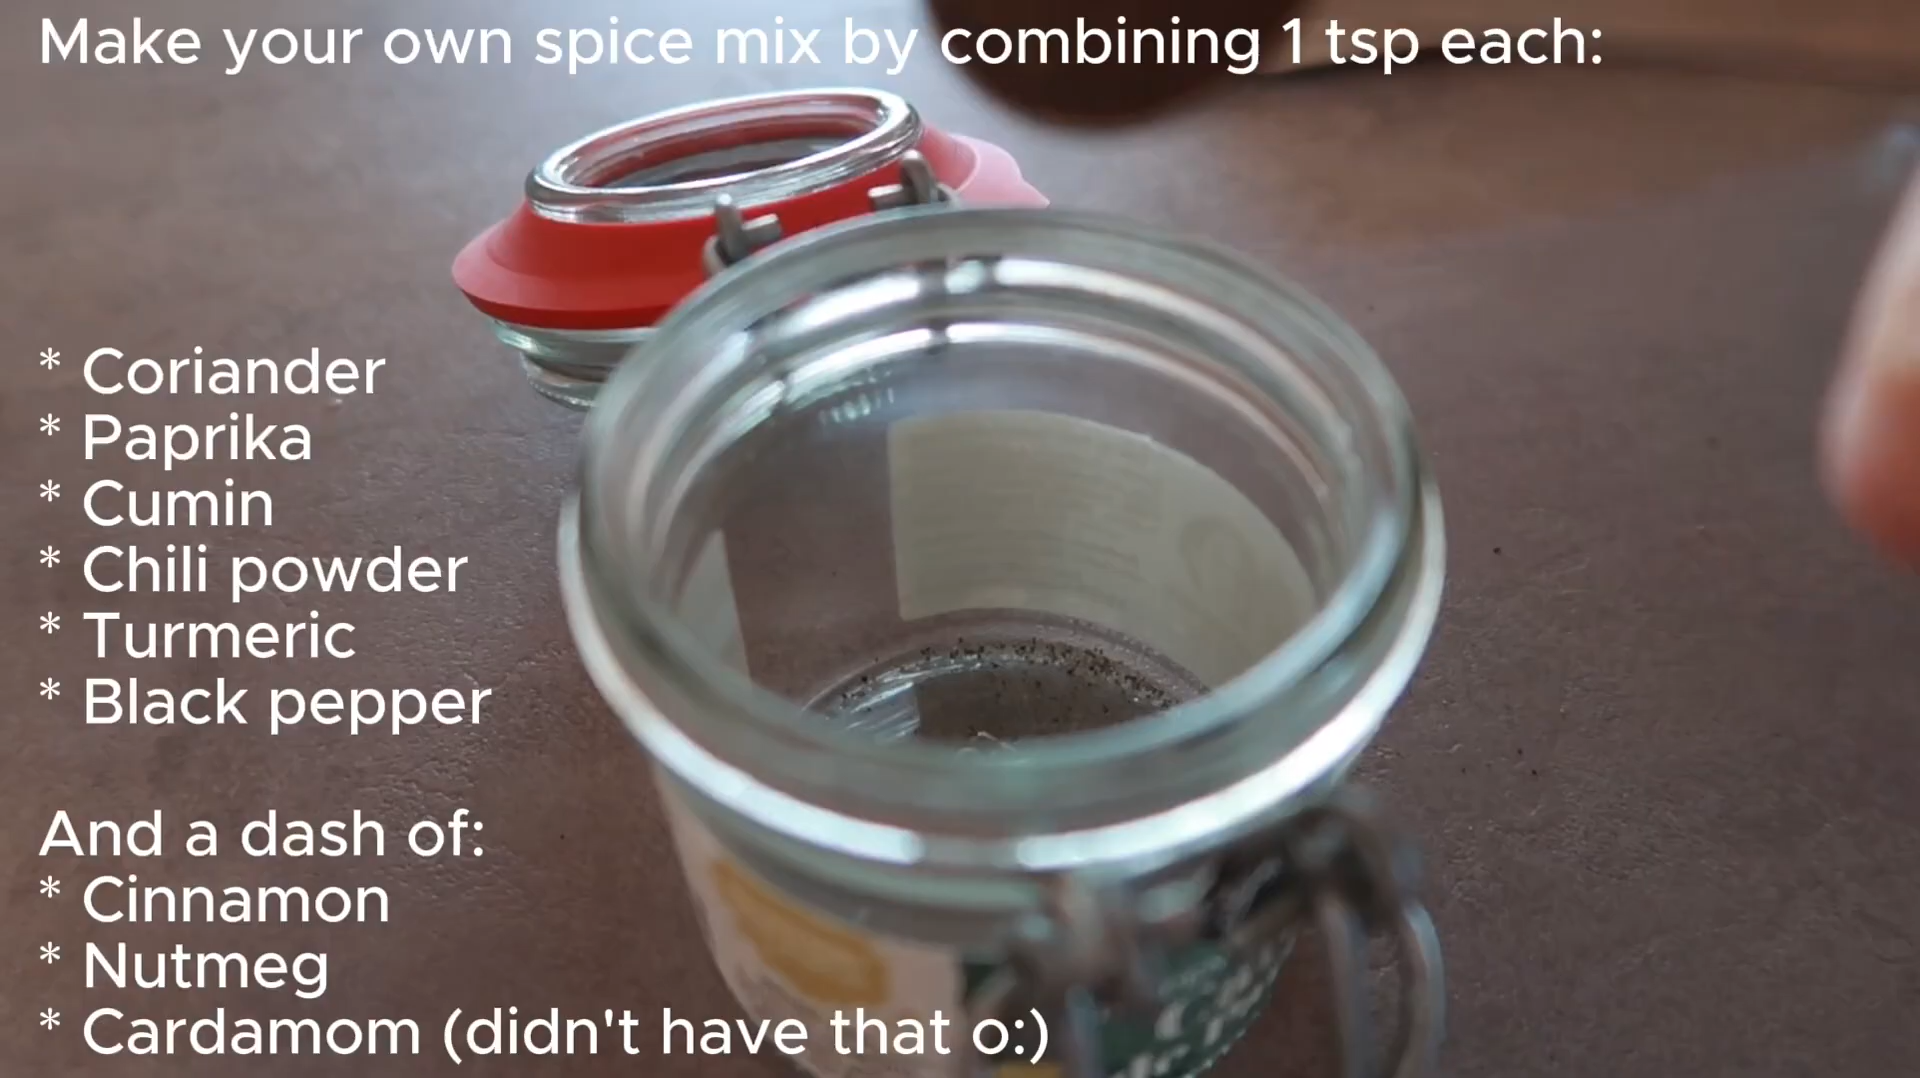 Make your own spice mix by combining 1 tsp each:
* Coriander
* Paprika
* Cumin
* Chili powder
* Turmeric
* Black pepper
And a dash of:
* Cinnamon
* Nutmeg
* Cardamom (didn't have that o:)